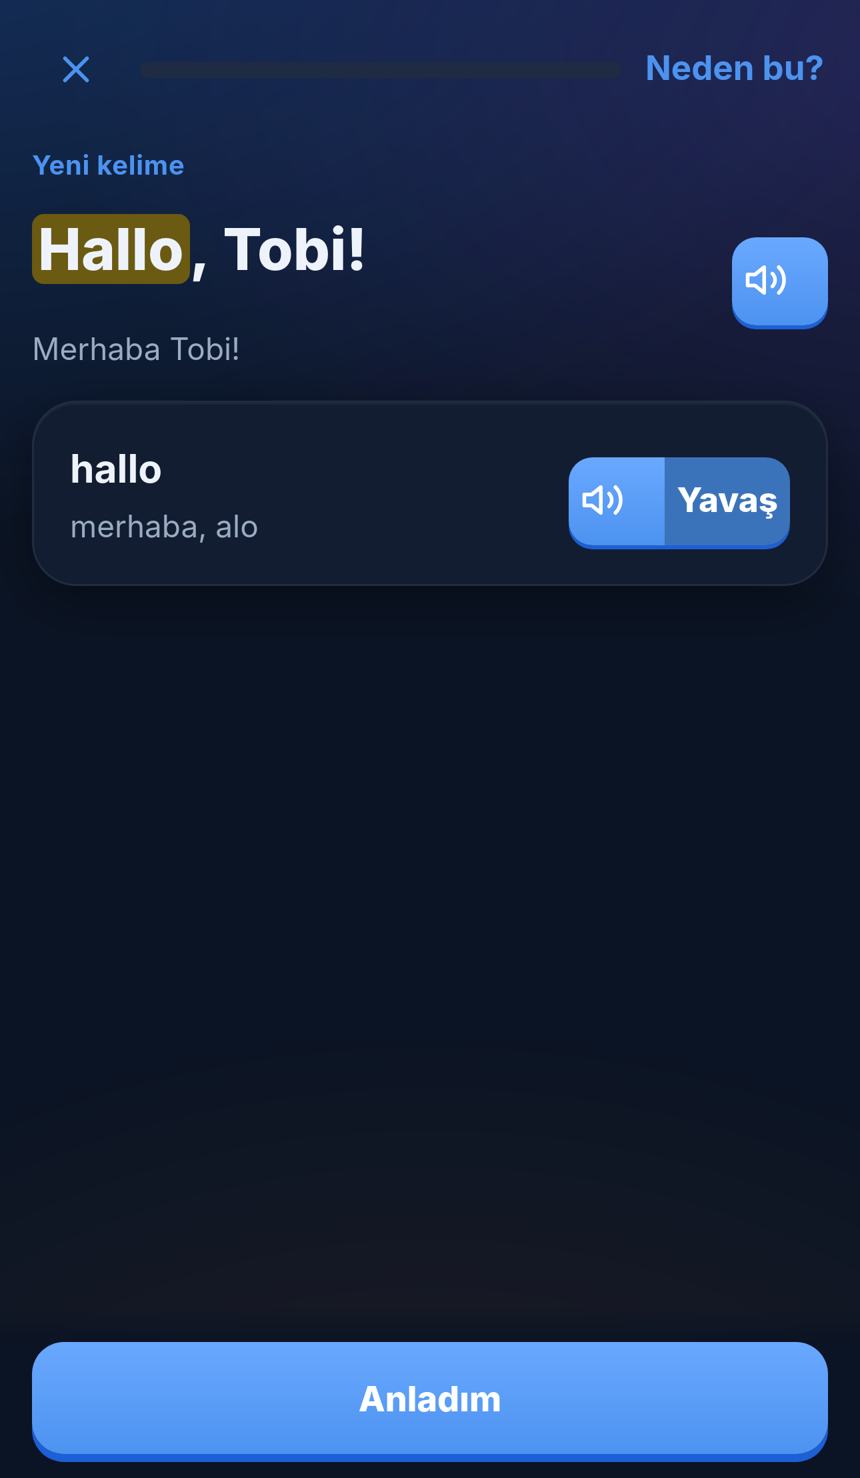 Neden bu?
Yeni kelime
Hallo, Tobi!
Merhaba Tobi!
hallo
merhaba, alo
Yavaş
Anladım